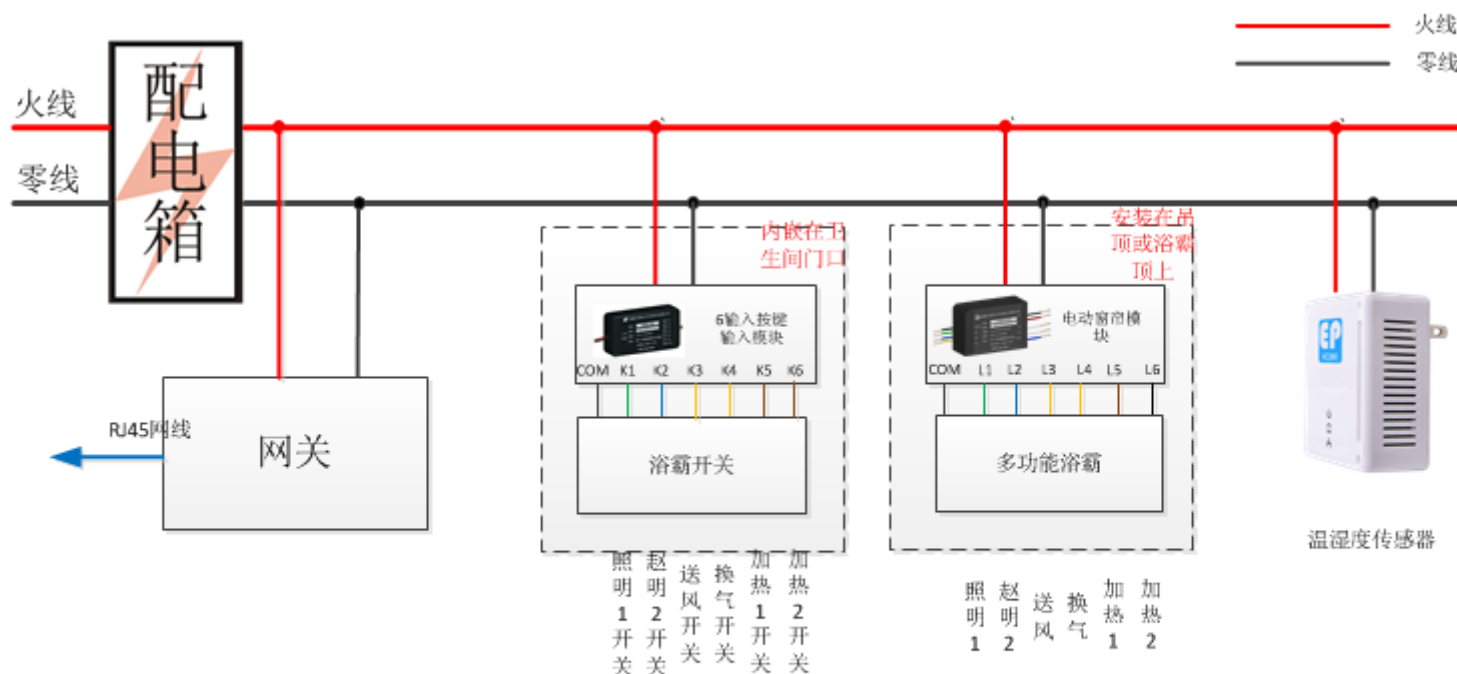 火线
零线
配
电
箱
火线
零线
内嵌在卫
生间门口
安装在吊
顶或浴霸
顶上
6输入按键
输入模块
COM K1 K2 K3 K4 K5 K6
电动窗帘模
块
COM L1 L2 L3 L4 L5 L6
EP
HOME
RJ45网线
网关
浴霸开关
多功能浴霸
温湿度传感器
照明1开关
赵明2开关
送风开关
换气开关
加热1开关
加热2开关
照明1
赵明2
送风
换气
加热1
加热2